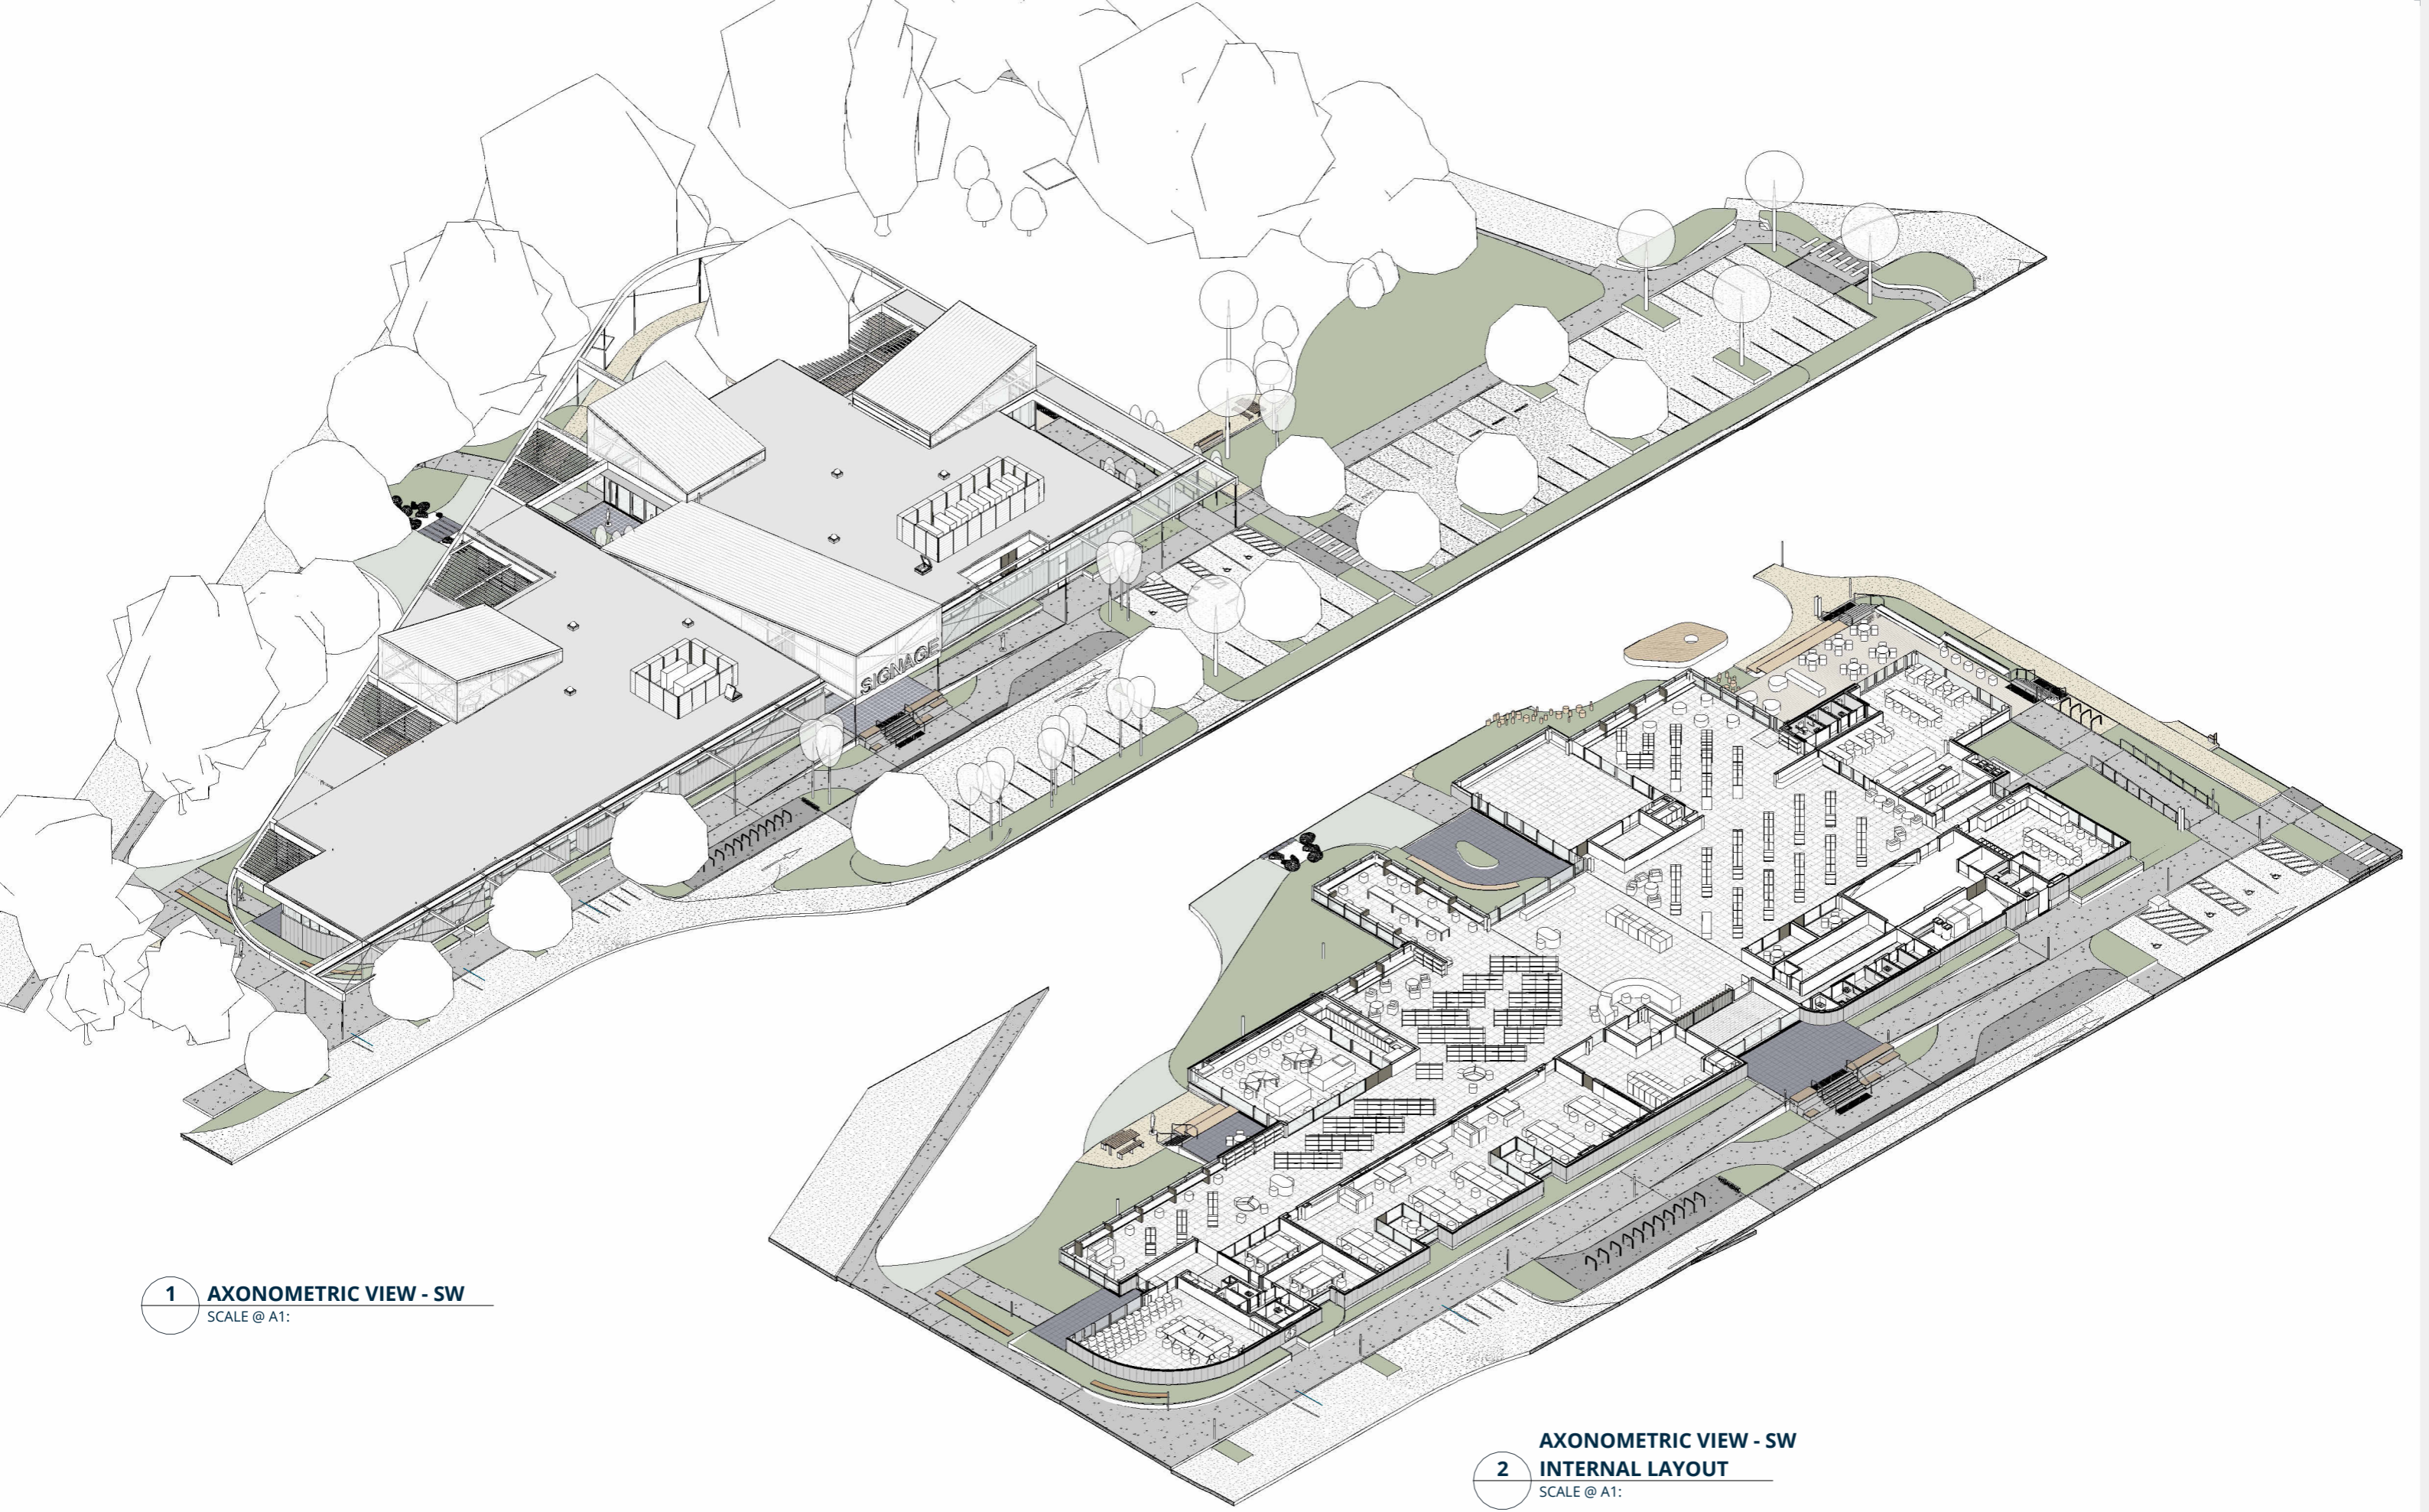 SIGNAGE
1 AXONOMETRIC VIEW - SW
SCALE @ A1:
AXONOMETRIC VIEW - SW
2 INTERNAL LAYOUT
SCALE @ A1: